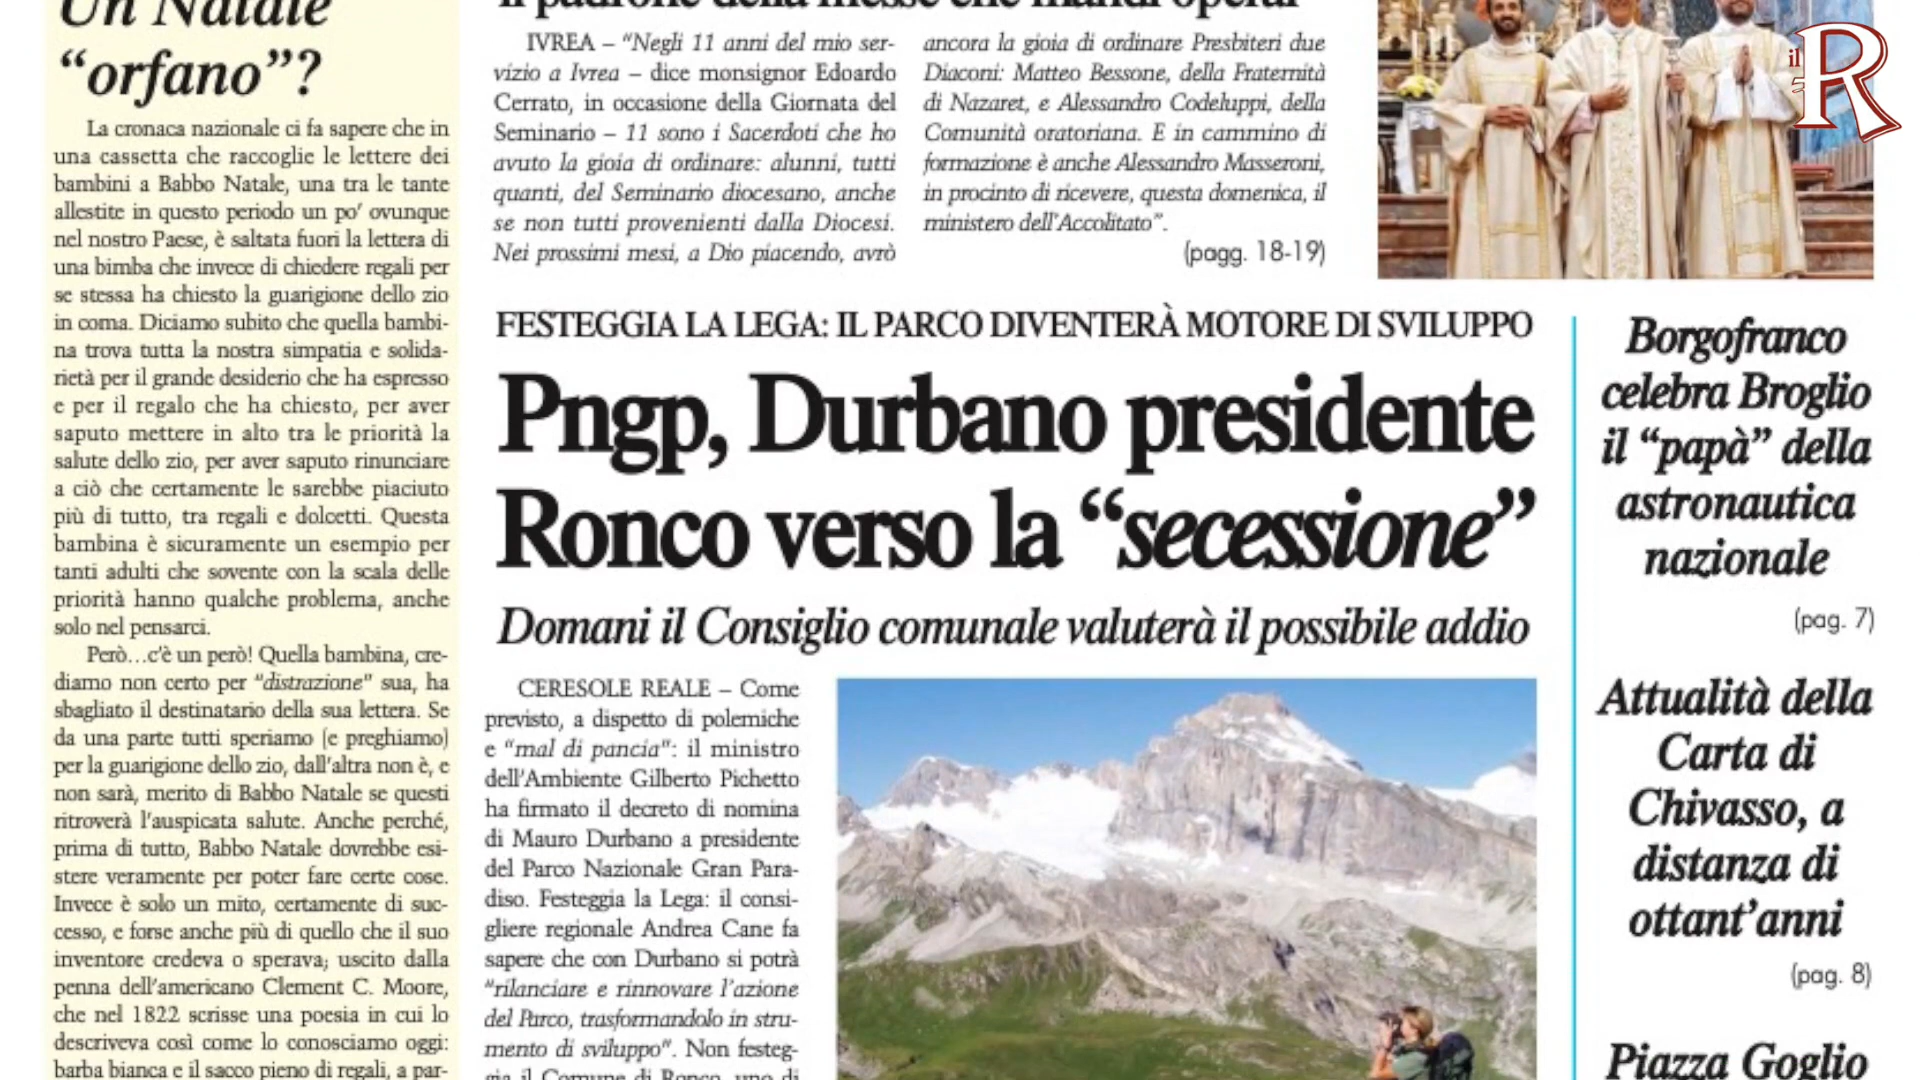 Un Natale
“orfano”?
La cronaca nazionale ci fa sapere che in
una cassetta che raccoglie le lettere dei
bambini a Babbo Natale, una tra le tante
allestite in questo periodo un po’ ovunque
nel nostro Paese, è saltata fuori la lettera di
una bimba che invece di chiedere regali per
se stessa ha chiesto la guarigione dello zio
in coma. Diciamo subito che quella bambi-
na trova tutta la nostra simpatia e solida-
rietà per il grande desiderio che ha espresso
e per il regalo che ha chiesto, per aver
saputo mettere in alto tra le priorità la
salute dello zio, per aver saputo rinunciare
a ciò che certamente le sarebbe piaciuto
più di tutto, tra regali e dolcetti. Questa
bambina è sicuramente un esempio per
tanti adulti che sovente con la scala delle
priorità hanno qualche problema, anche
solo nel pensarci.
Però...c’è un però! Quella bambina, cre-
diamo non certo per “distrazione” sua, ha
sbagliato il destinatario della sua lettera. Se
da una parte tutti speriamo (e preghiamo)
per la guarigione dello zio, dall’altra non è, e
non sarà, merito di Babbo Natale se questi
ritroverà l’auspicata salute. Anche perché,
prima di tutto, Babbo Natale dovrebbe esi-
stere veramente per poter fare certe cose.
Invece è solo un mito, certamente di suc-
cesso, e forse anche più di quello che il suo
inventore credeva o sperava; uscito dalla
penna dell’americano Clement C. Moore,
che nel 1822 scrisse una poesia in cui lo
descriveva così come lo conosciamo oggi:
barba bianca e il sacco pieno di regali, a par-
il padrone della messe che mandi operai
IVREA – “Negli 11 anni del mio ser-
vizio a Ivrea – dice monsignor Edoardo
Cerrato, in occasione della Giornata del
Seminario – 11 sono i Sacerdoti che ho
avuto la gioia di ordinare: alunni, tutti
quanti, del Seminario diocesano, anche
se non tutti provenienti dalla Diocesi.
Nei prossimi mesi, a Dio piacendo, avrò
ancora la gioia di ordinare Presbiteri due
Diaconi: Matteo Bessone, della Fraternità
di Nazaret, e Alessandro Codeluppi, della
Comunità oratoriana. E in cammino di
formazione è anche Alessandro Masseroni,
in procinto di ricevere, questa domenica, il
ministero dell’Accolitato”.
(pagg. 18-19)
il R
FESTEGGIA LA LEGA: IL PARCO DIVENTERÀ MOTORE DI SVILUPPO
Pngp, Durbano presidente
Ronco verso la “secessione”
Domani il Consiglio comunale valuterà il possibile addio
CERESOLE REALE – Come
previsto, a dispetto di polemiche
e “mal di pancia”: il ministro
dell’Ambiente Gilberto Pichetto
ha firmato il decreto di nomina
di Mauro Durbano a presidente
del Parco Nazionale Gran Para-
diso. Festeggia la Lega: il consi-
gliere regionale Andrea Cane fa
sapere che con Durbano si potrà
“rilanciare e rinnovare l’azione
del Parco, trasformandolo in stru-
mento di sviluppo”. Non festeg-
gia il Comune di Ronco, uno di
Borgofranco
celebra Broglio
il “papà” della
astronautica
nazionale
(pag. 7)
Attualità della
Carta di
Chivasso, a
distanza di
ottant’anni
(pag. 8)
Piazza Goglio